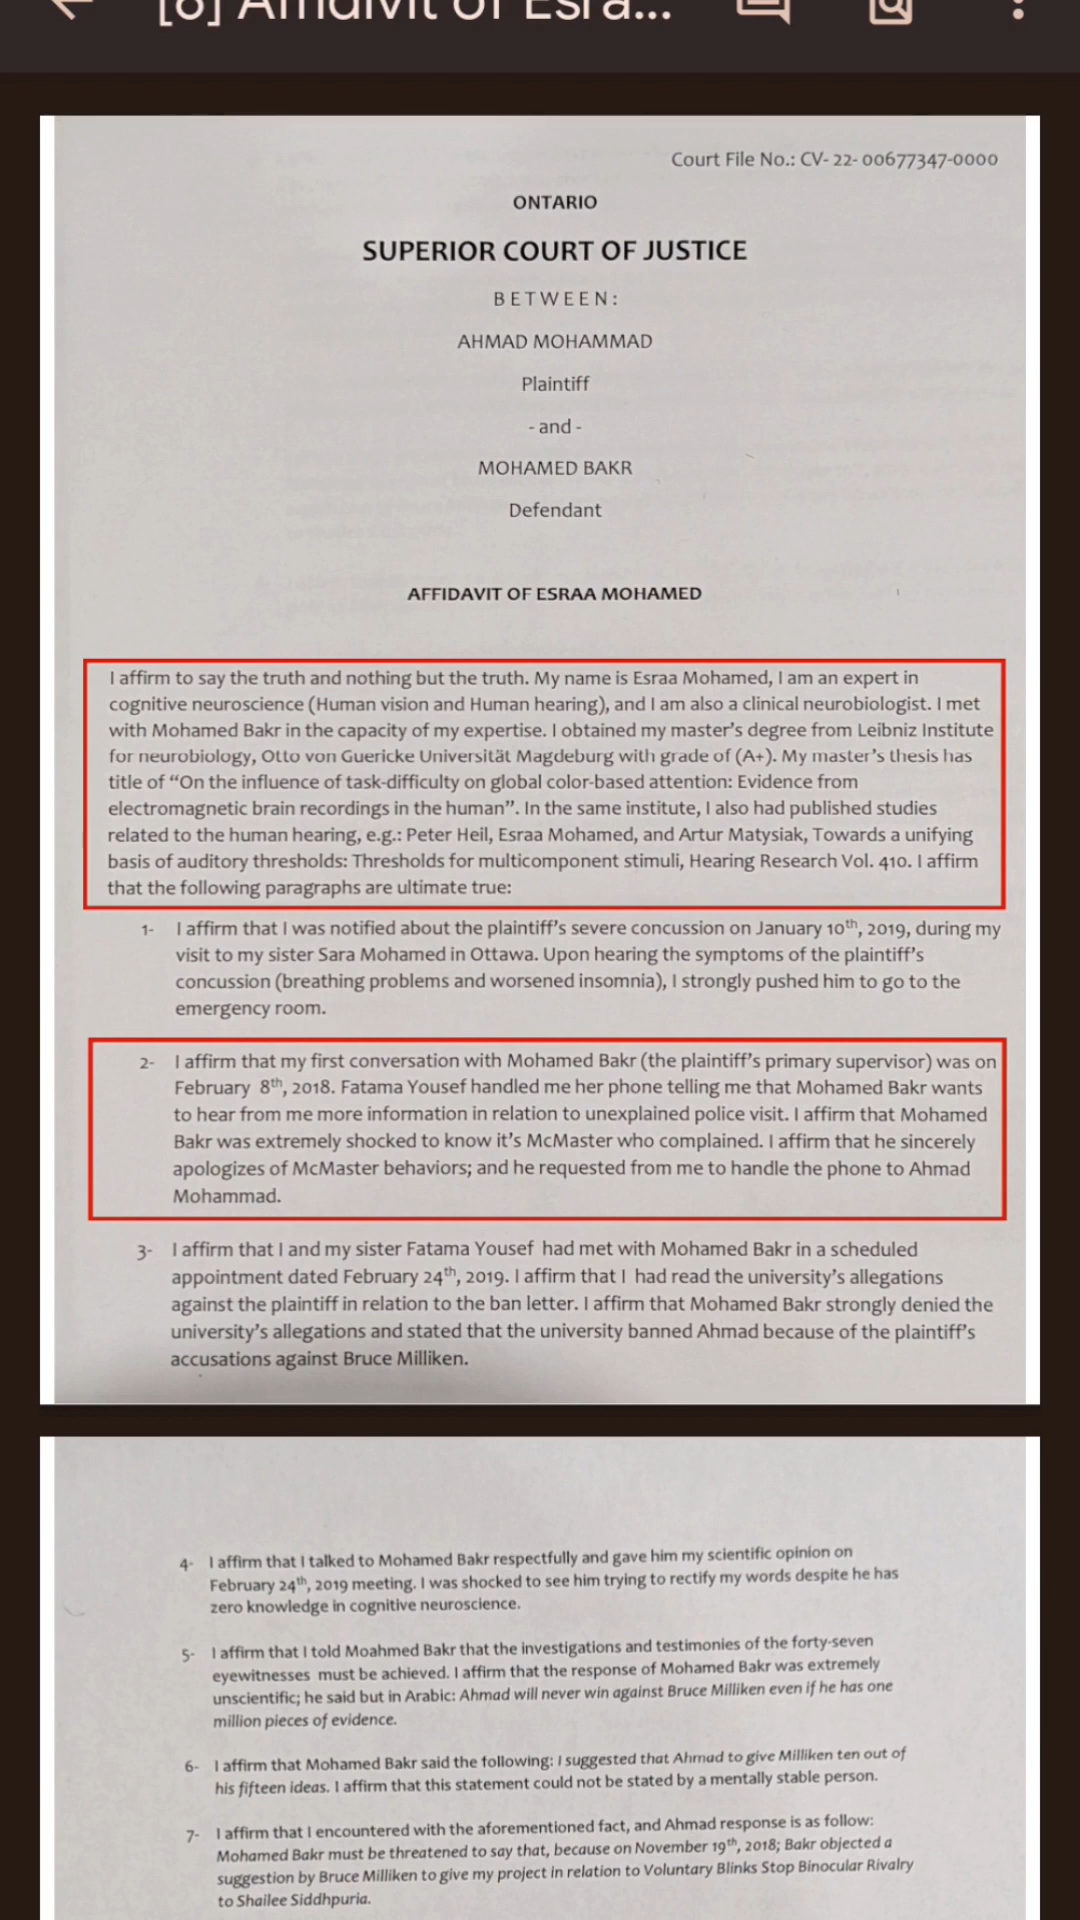 [8] Affidavit of Esra...
Court File No.: CV- 22- 00677347-0000
ONTARIO
SUPERIOR COURT OF JUSTICE
B E T W E E N :
AHMAD MOHAMMAD
Plaintiff
- and -
MOHAMED BAKR
Defendant
AFFIDAVIT OF ESRAA MOHAMED
I affirm to say the truth and nothing but the truth. My name is Esraa Mohamed, I am an expert in
cognitive neuroscience (Human vision and Human hearing), and I am also a clinical neurobiologist. I met
with Mohamed Bakr in the capacity of my expertise. I obtained my master's degree from Leibniz Institute
for neurobiology, Otto von Guericke Universität Magdeburg with grade of (A+). My master's thesis has
title of "On the influence of task-difficulty on global color-based attention: Evidence from
electromagnetic brain recordings in the human". In the same institute, I also had published studies
related to the human hearing, e.g.: Peter Heil, Esraa Mohamed, and Artur Matysiak, Towards a unifying
basis of auditory thresholds: Thresholds for multicomponent stimuli, Hearing Research Vol. 410. I affirm
that the following paragraphs are ultimate true:
1- I affirm that I was notified about the plaintiff's severe concussion on January 10th, 2019, during my
visit to my sister Sara Mohamed in Ottawa. Upon hearing the symptoms of the plaintiff's
concussion (breathing problems and worsened insomnia), I strongly pushed him to go to the
emergency room.
2- I affirm that my first conversation with Mohamed Bakr (the plaintiff's primary supervisor) was on
February 8th, 2018. Fatama Yousef handled me her phone telling me that Mohamed Bakr wants
to hear from me more information in relation to unexplained police visit. I affirm that Mohamed
Bakr was extremely shocked to know it's McMaster who complained. I affirm that he sincerely
apologizes of McMaster behaviors; and he requested from me to handle the phone to Ahmad
Mohammad.
3- I affirm that I and my sister Fatama Yousef had met with Mohamed Bakr in a scheduled
appointment dated February 24th, 2019. I affirm that I had read the university's allegations
against the plaintiff in relation to the ban letter. I affirm that Mohamed Bakr strongly denied the
university's allegations and stated that the university banned Ahmad because of the plaintiff's
accusations against Bruce Milliken.
4- I affirm that I talked to Mohamed Bakr respectfully and gave him my scientific opinion on
February 24th, 2019 meeting. I was shocked to see him trying to rectify my words despite he has
zero knowledge in cognitive neuroscience.
5- I affirm that I told Moahmed Bakr that the investigations and testimonies of the forty-seven
eyewitnesses must be achieved. I affirm that the response of Mohamed Bakr was extremely
unscientific; he said but in Arabic: Ahmad will never win against Bruce Milliken even if he has one
million pieces of evidence.
6- I affirm that Mohamed Bakr said the following: I suggested that Ahmad to give Milliken ten out of
his fifteen ideas. I affirm that this statement could not be stated by a mentally stable person.
7- I affirm that I encountered with the aforementioned fact, and Ahmad response is as follow:
Mohamed Bakr must be threatened to say that, because on November 19th, 2018; Bakr objected a
suggestion by Bruce Milliken to give my project in relation to Voluntary Blinks Stop Binocular Rivalry
to Shailee Siddhpuria.